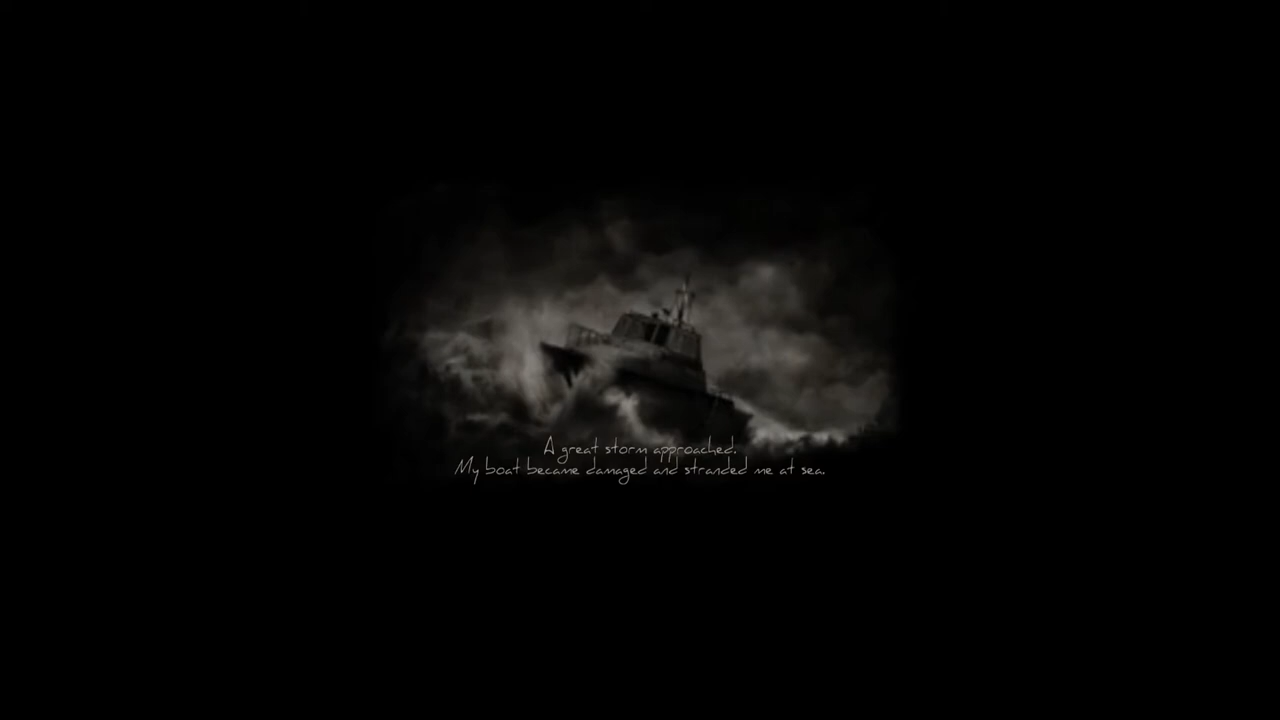 A great storm approached.
My boat became damaged and stranded me at sea.